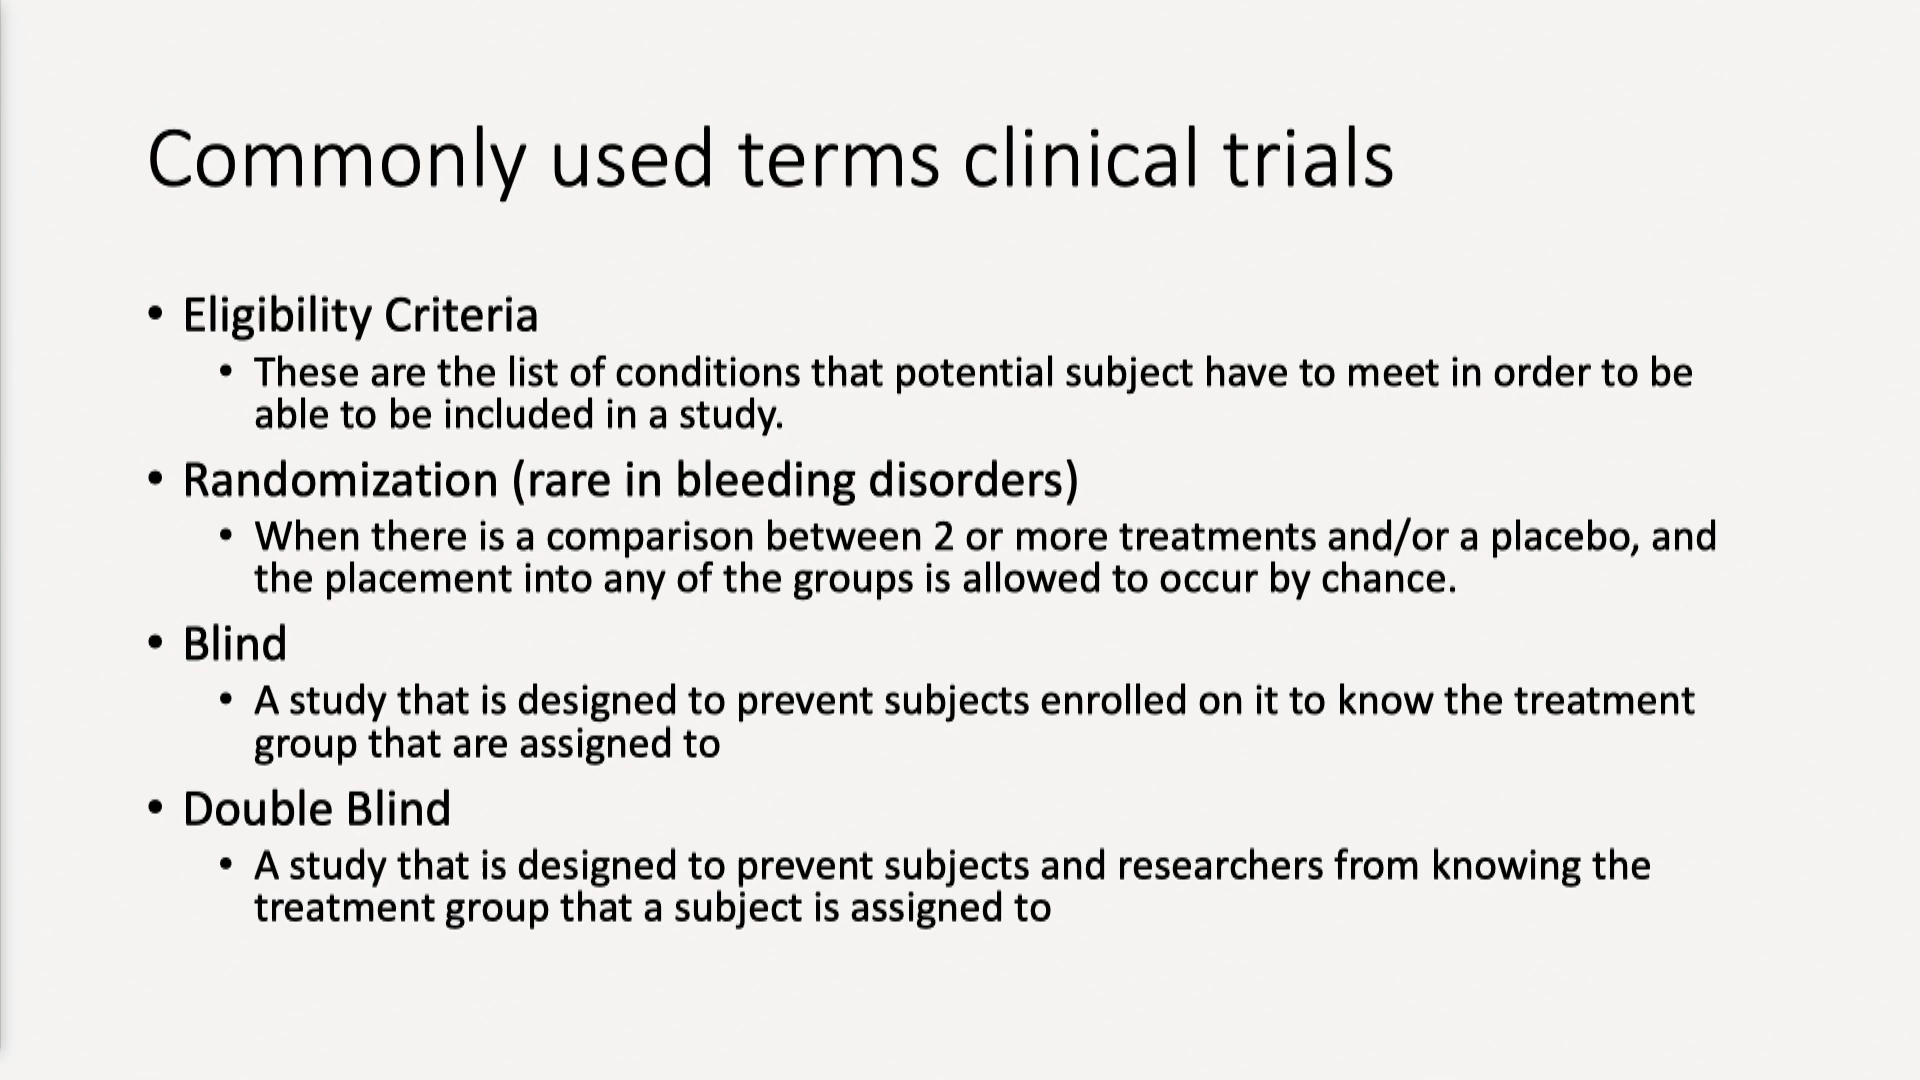 Commonly used terms clinical trials
• Eligibility Criteria
• These are the list of conditions that potential subject have to meet in order to be
able to be included in a study.
• Randomization (rare in bleeding disorders)
• When there is a comparison between 2 or more treatments and/or a placebo, and
the placement into any of the groups is allowed to occur by chance.
• Blind
• A study that is designed to prevent subjects enrolled on it to know the treatment
group that are assigned to
• Double Blind
• A study that is designed to prevent subjects and researchers from knowing the
treatment group that a subject is assigned to